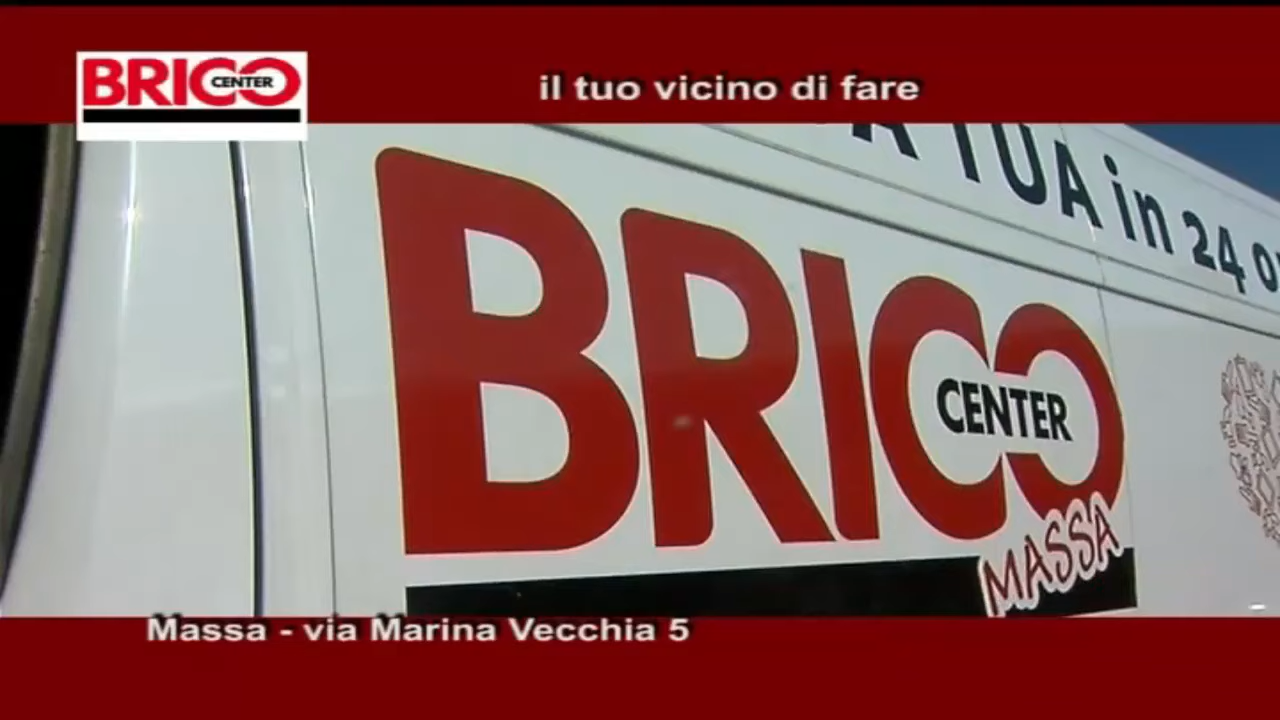 BRICO CENTER
il tuo vicino di fare
TUA in 24
BRICO
CENTER
MASSA
Massa - via Marina Vecchia 5